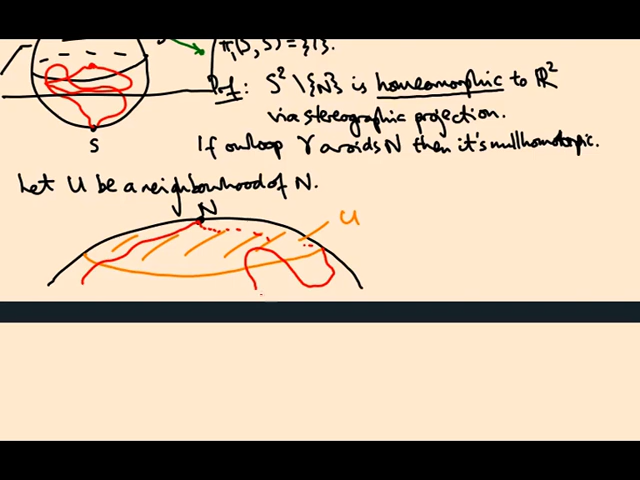 π₁(S², S) = {1}.
Prf: S² \ {N} is homeomorphic to ℝ²
via stereographic projection.
S
If our loop γ avoids N then it's nullhomotopic.
Let U be a neighbourhood of N.
N
U